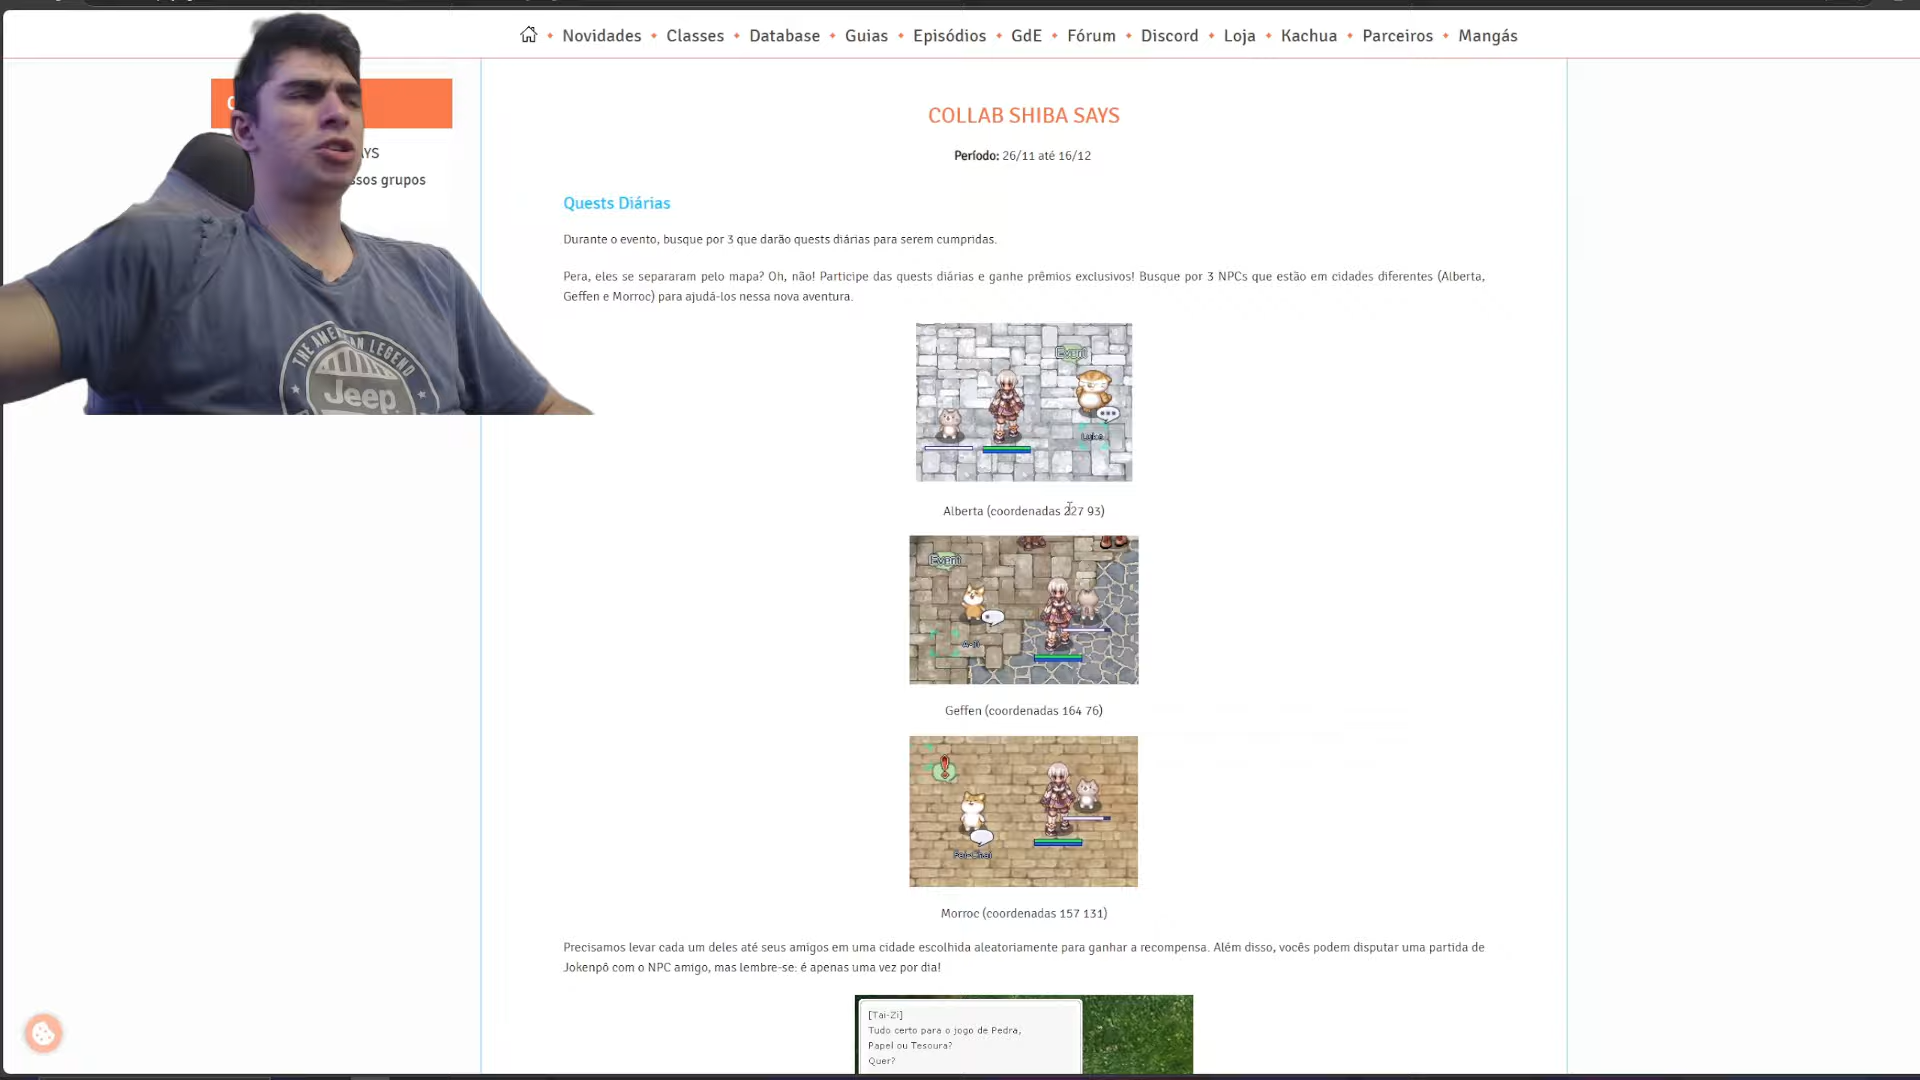 Novidades • Classes • Database • Guias • Episódios • GdE • Fórum • Discord • Loja • Kachua • Parceiros • Mangás
COLLAB SHIBA SAYS
Período: 26/11 até 16/12
AYS
ssos grupos
Quests Diárias
Durante o evento, busque por 3 que darão quests diárias para serem cumpridas.
Pera, eles se separaram pelo mapa? Oh, não! Participe das quests diárias e ganhe prêmios exclusivos! Busque por 3 NPCs que estão em cidades diferentes (Alberta,
Geffen e Morroc) para ajudá-los nessa nova aventura.
THE AMERICAN LEGEND
Jeep
Event
Alberta (coordenadas 227 93)
Event
Geffen (coordenadas 164 76)
Morroc (coordenadas 157 131)
Precisamos levar cada um deles até seus amigos em uma cidade escolhida aleatoriamente para ganhar a recompensa. Além disso, vocês podem disputar uma partida de
Jokenpô com o NPC amigo, mas lembre-se: é apenas uma vez por dia!
[Tai-Zi]
Tudo certo para o jogo de Pedra,
Papel ou Tesoura?
Quer?